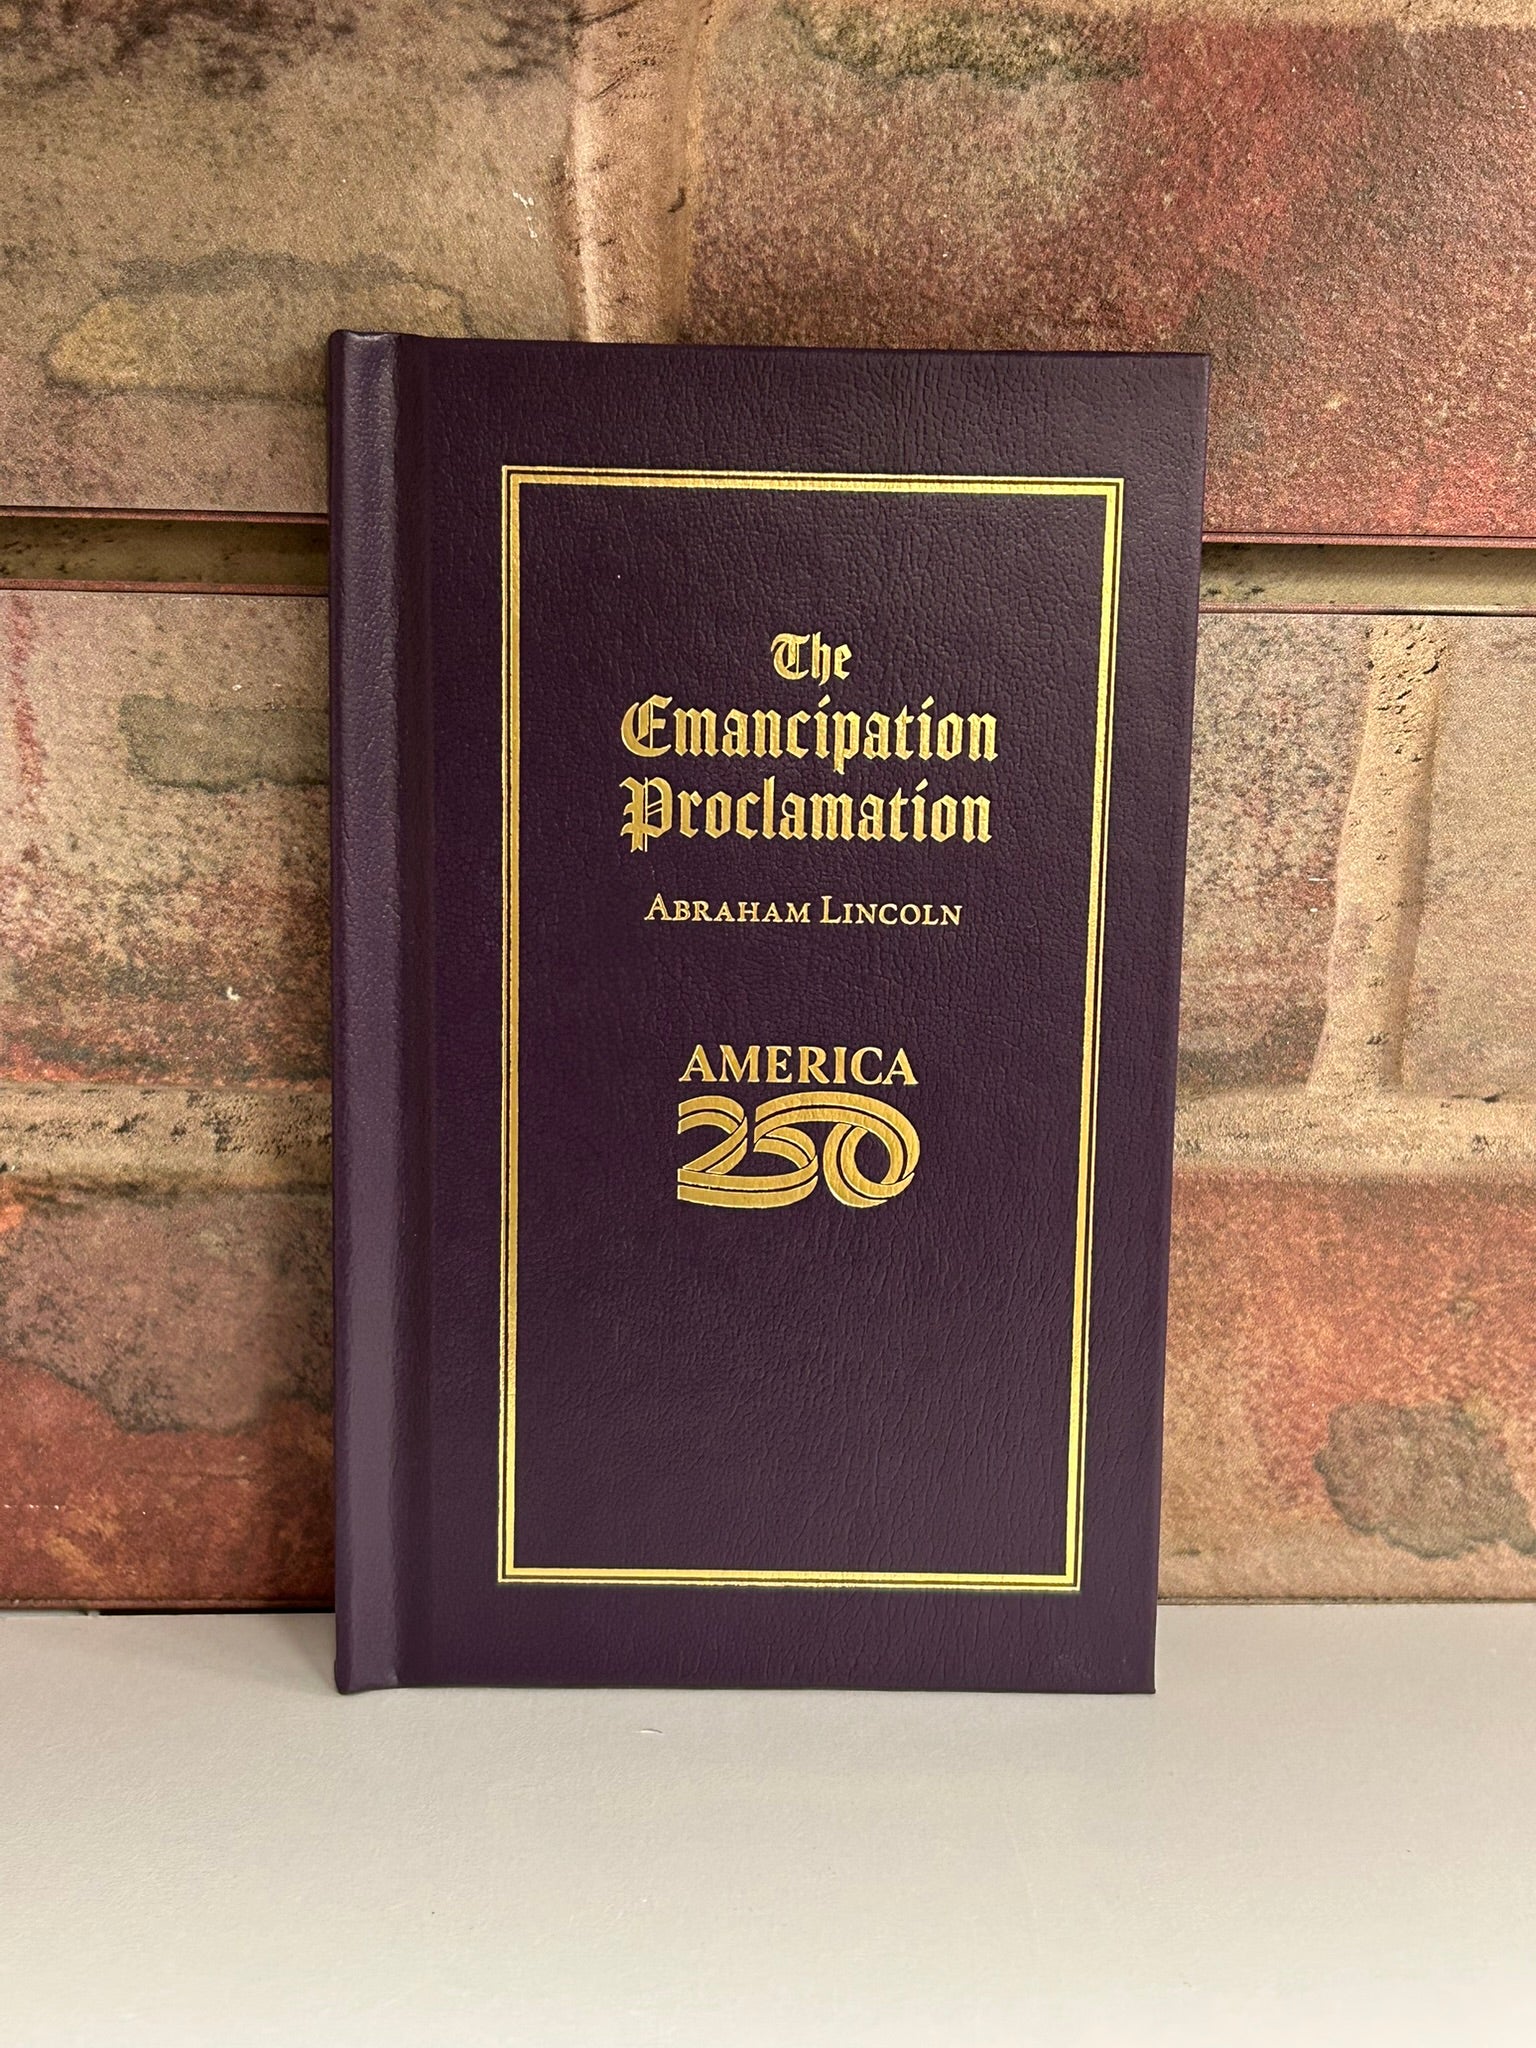 The
Emancipation
Proclamation
ABRAHAM LINCOLN
AMERICA
250